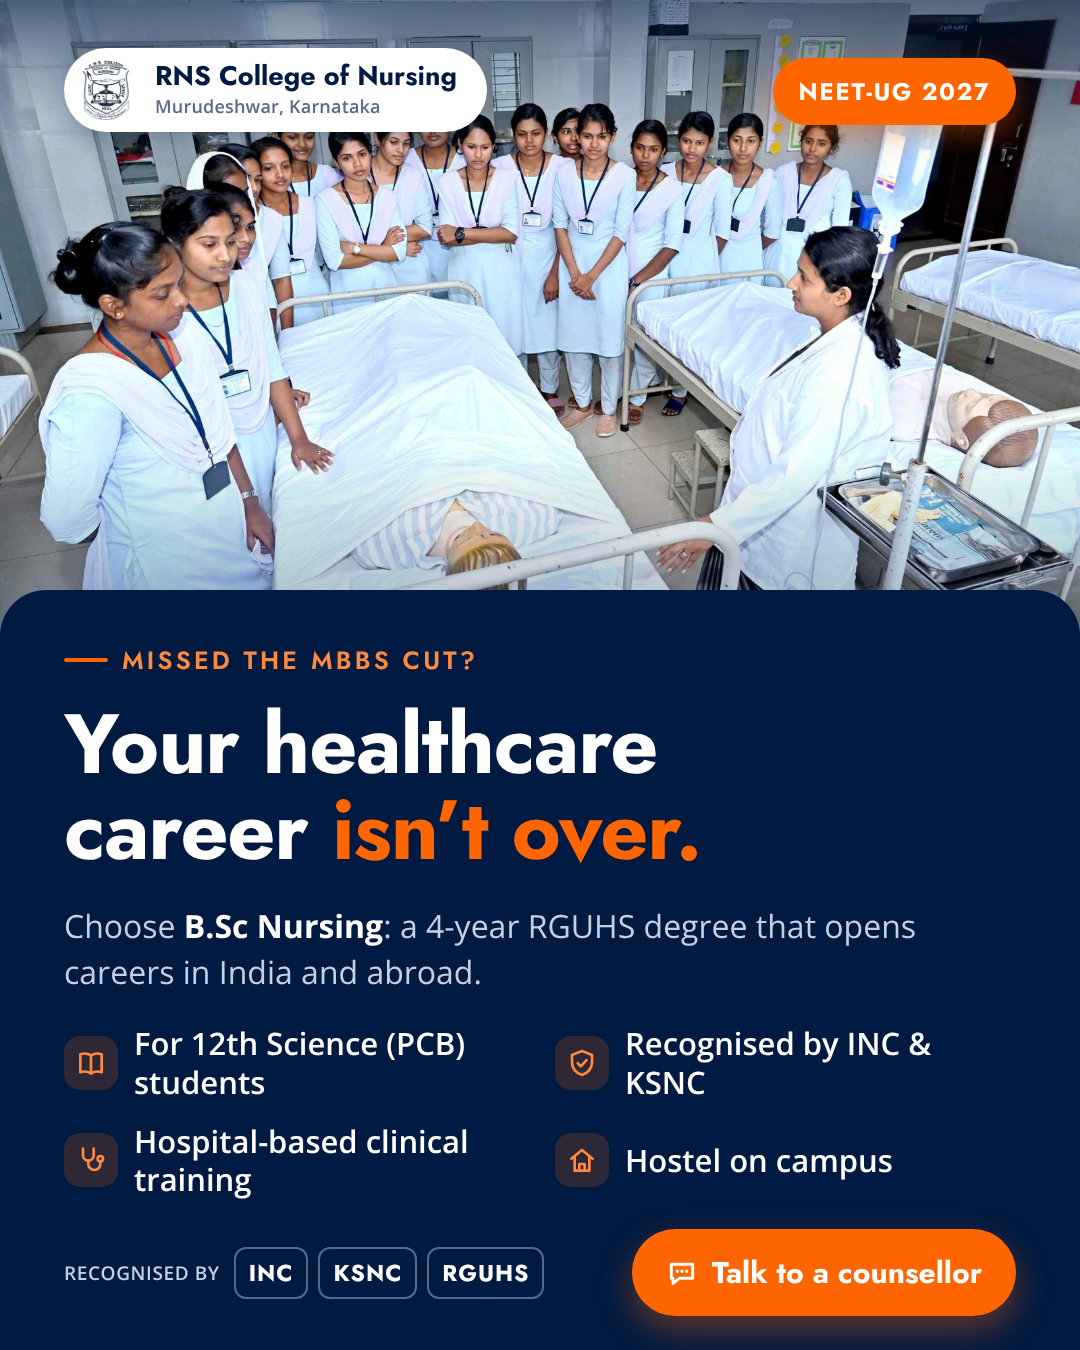 RNS College of Nursing
Murudeshwar, Karnataka
NEET-UG 2027
MISSED THE MBBS CUT?
Your healthcare
career isn’t over.
Choose B.Sc Nursing: a 4-year RGUHS degree that opens
careers in India and abroad.
For 12th Science (PCB)
students
Recognised by INC &
KSNC
Hospital-based clinical
training
Hostel on campus
RECOGNISED BY
INC
KSNC
RGUHS
Talk to a counsellor